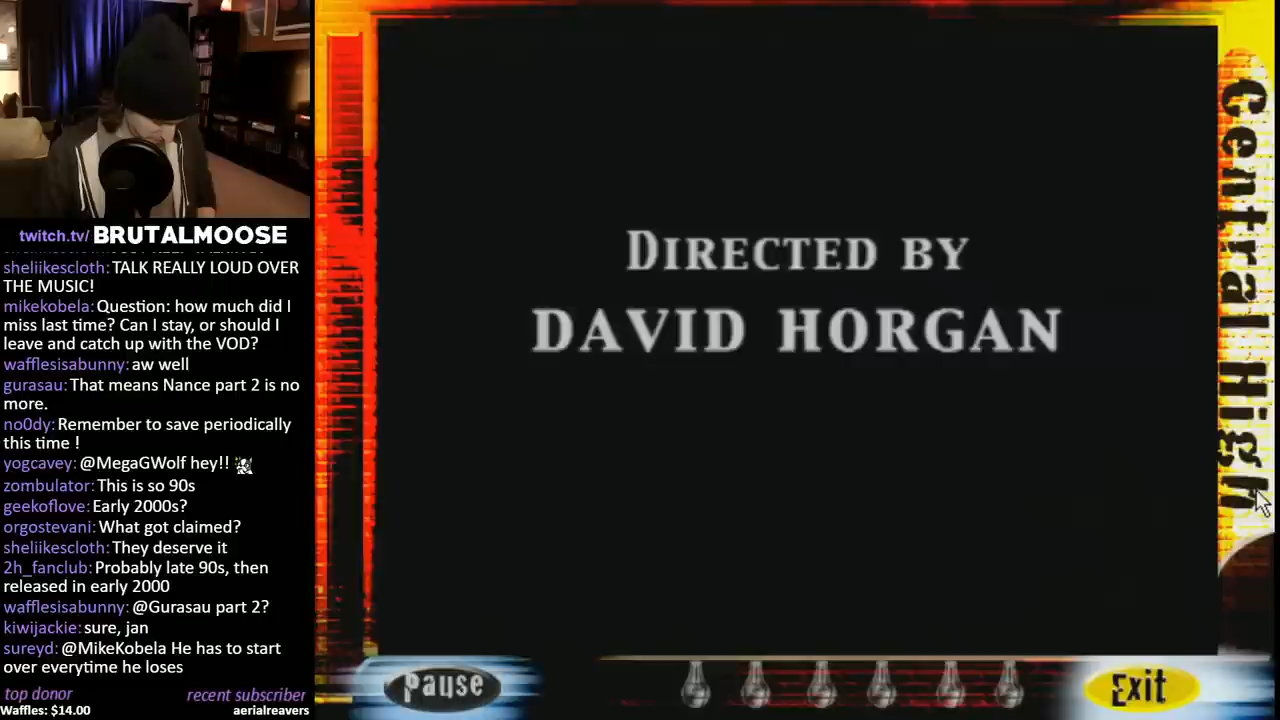 twitch.tv/ BRUTALMOOSE
sheliikescloth: TALK REALLY LOUD OVER
THE MUSIC!
mikekobela: Question: how much did I
miss last time? Can I stay, or should I
leave and catch up with the VOD?
wafflesisabunny: aw well
gurasau: That means Nance part 2 is no
more.
no0dy: Remember to save periodically
this time !
yogcavey: @MegaGWolf hey!!
zombulator: This is so 90s
geekoflove: Early 2000s?
orgostevani: What got claimed?
sheliikescloth: They deserve it
2h_fanclub: Probably late 90s, then
released in early 2000
wafflesisabunny: @Gurasau part 2?
kiwijackie: sure, jan
sureyd: @MikeKobela He has to start
over everytime he loses
top donor
Waffles: $14.00
recent subscriber
aerialreavers
DIRECTED BY
DAVID HORGAN
Central High
Pause
Exit